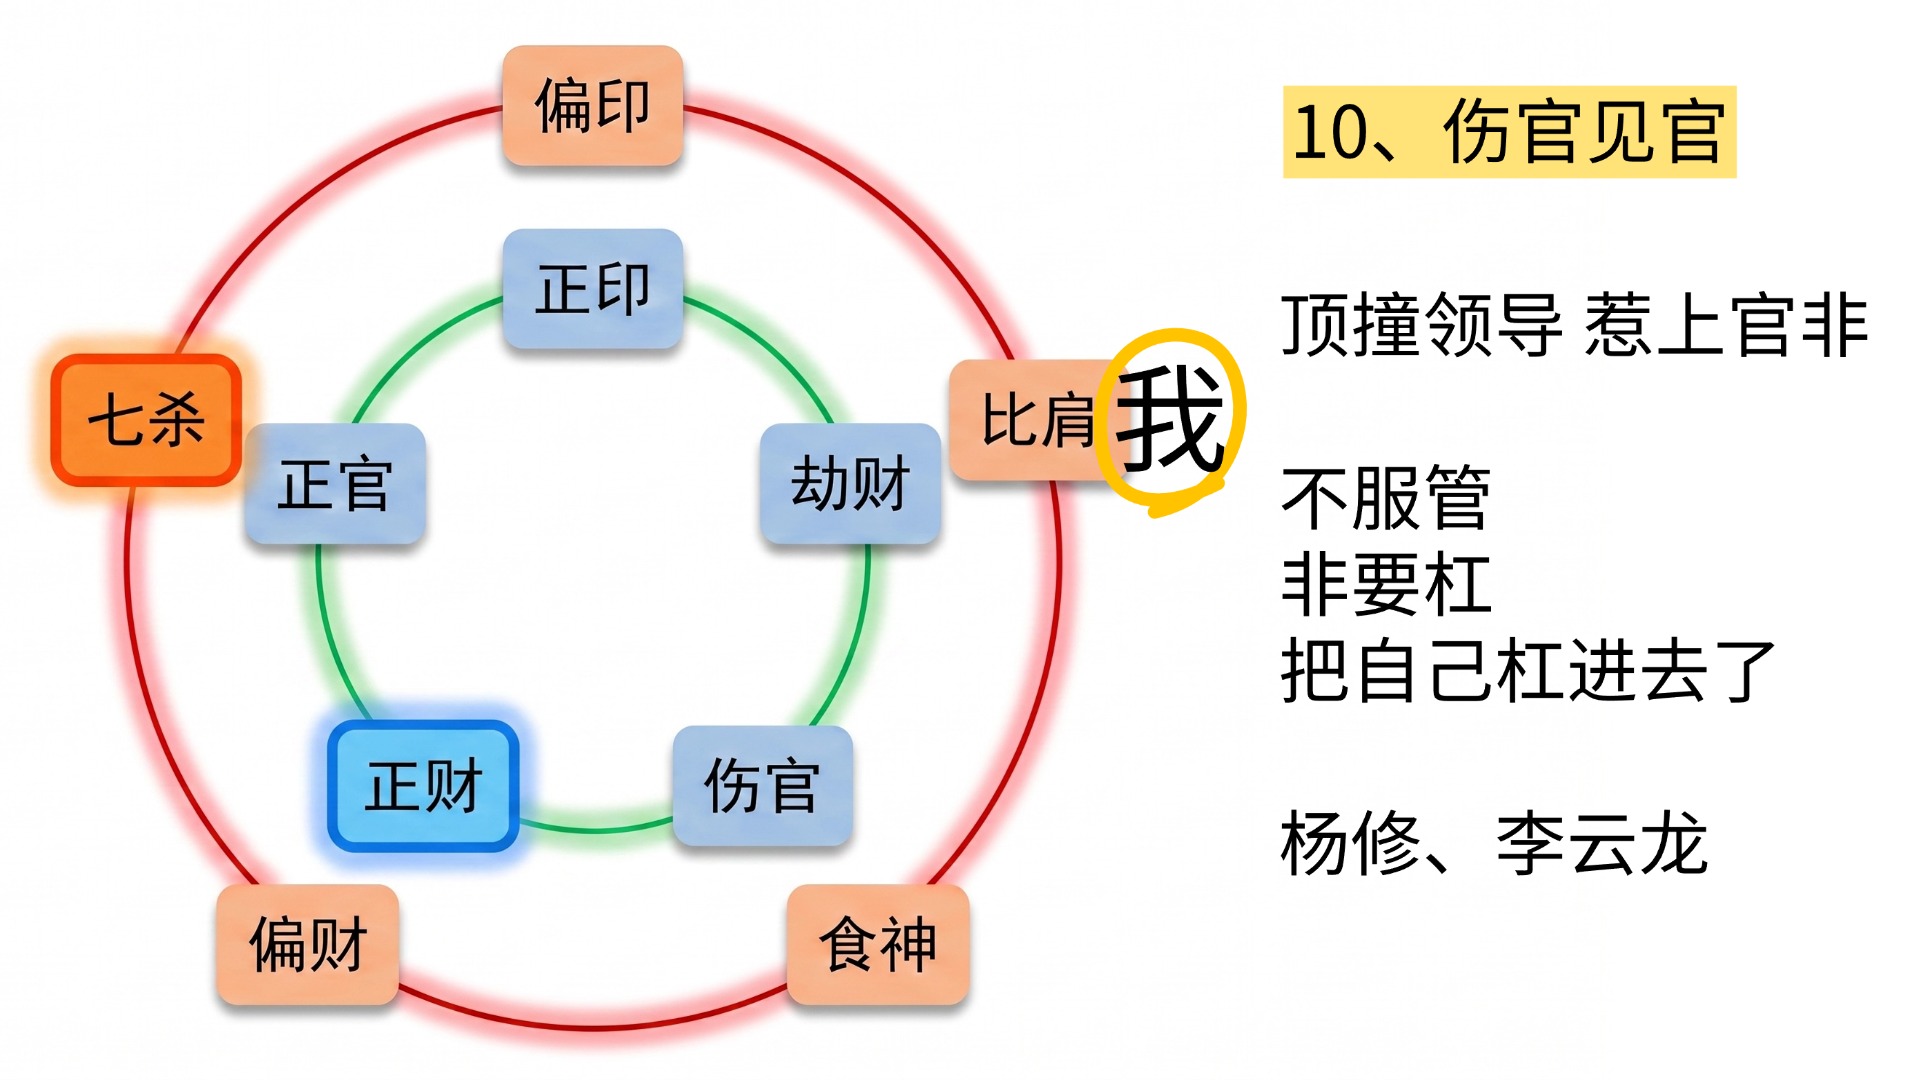 偏印
正印
七杀
正官
劫财
比肩
我
正财
伤官
偏财
食神
10、伤官见官
顶撞领导 惹上官非
不服管
非要杠
把自己杠进去了
杨修、李云龙